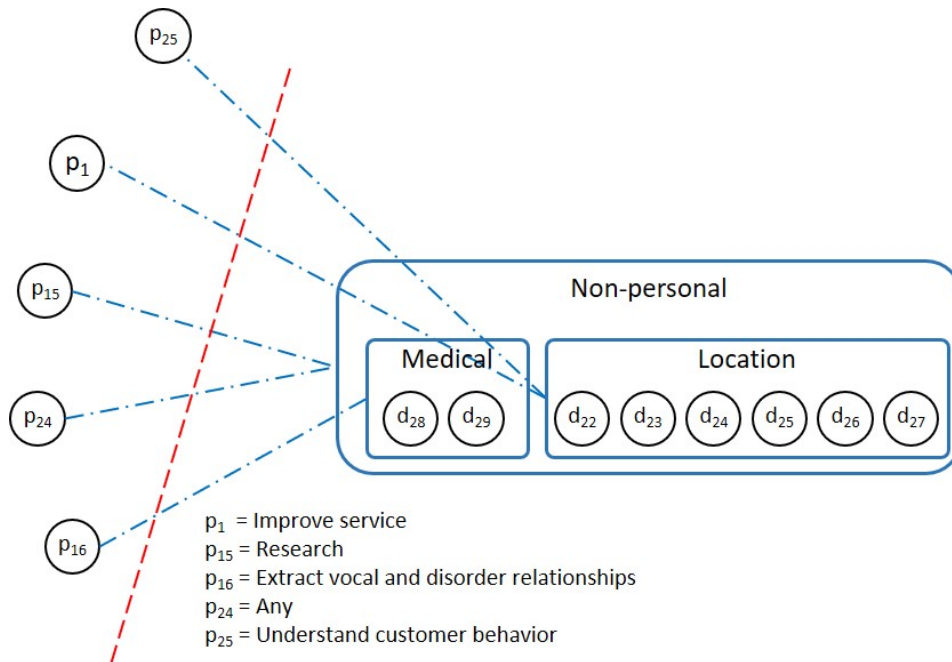 p25
p1
p15
p24
p16
Non-personal
Medical
Location
d28 d29
d22 d23 d24 d25 d26 d27
p1 = Improve service
p15 = Research
p16 = Extract vocal and disorder relationships
p24 = Any
p25 = Understand customer behavior